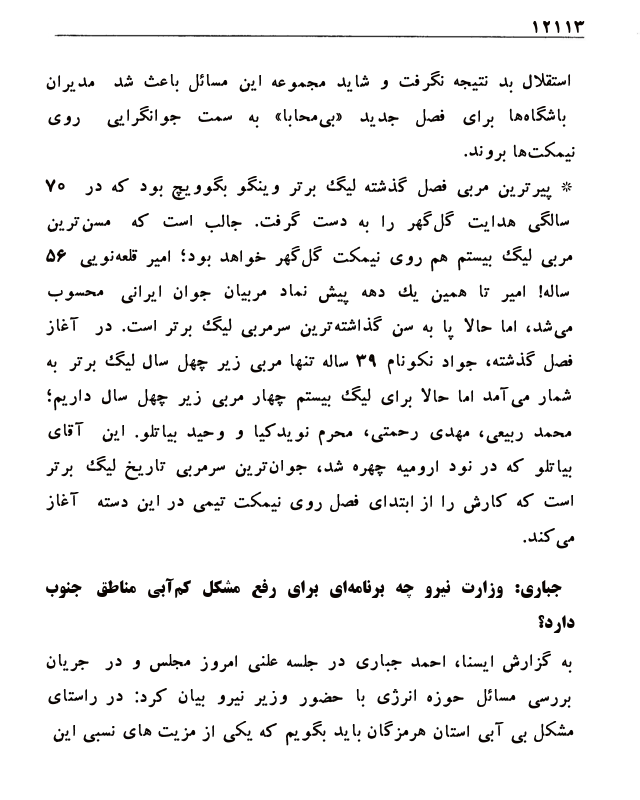 ۱۲۱۱۳
استقلال بد نتیجه نگرفت و شاید مجموعه این مسائل باعث شد مدیران
باشگاه‌ها برای فصل جدید «بی‌محابا» به سمت جوانگرایی روی
نیمکت‌ها بروند.
* پیرترین مربی فصل گذشته لیگ برتر وینگو بگوویچ بود که در ۷۰
سالگی هدایت گل‌گهر را به دست گرفت. جالب است که مسن‌ترین
مربی لیگ بیستم هم روی نیمکت گل‌گهر خواهد بود؛ امیر قلعه‌نویی ۵۶
ساله! امیر تا همین یك دهه پیش نماد مربیان جوان ایرانی محسوب
می‌شد، اما حالا پا به سن گذاشته‌ترین سرمربی لیگ برتر است. در آغاز
فصل گذشته، جواد نکونام ۳۹ ساله تنها مربی زیر چهل سال لیگ برتر به
شمار می‌آمد اما حالا برای لیگ بیستم چهار مربی زیر چهل سال داریم؛
محمد ربیعی، مهدی رحمتی، محرم نویدکیا و وحید بیاتلو. این آقای
بیاتلو که در نود ارومیه چهره شد، جوان‌ترین سرمربی تاریخ لیگ برتر
است که کارش را از ابتدای فصل روی نیمکت تیمی در این دسته آغاز
می‌کند.
جباری: وزارت نیرو چه برنامه‌ای برای رفع مشکل کم‌آبی مناطق جنوب
دارد؟
به گزارش ایسنا، احمد جباری در جلسه علنی امروز مجلس و در جریان
بررسی مسائل حوزه انرژی با حضور وزیر نیرو بیان کرد: در راستای
مشکل بی آبی استان هرمزگان باید بگویم که یکی از مزیت های نسبی این